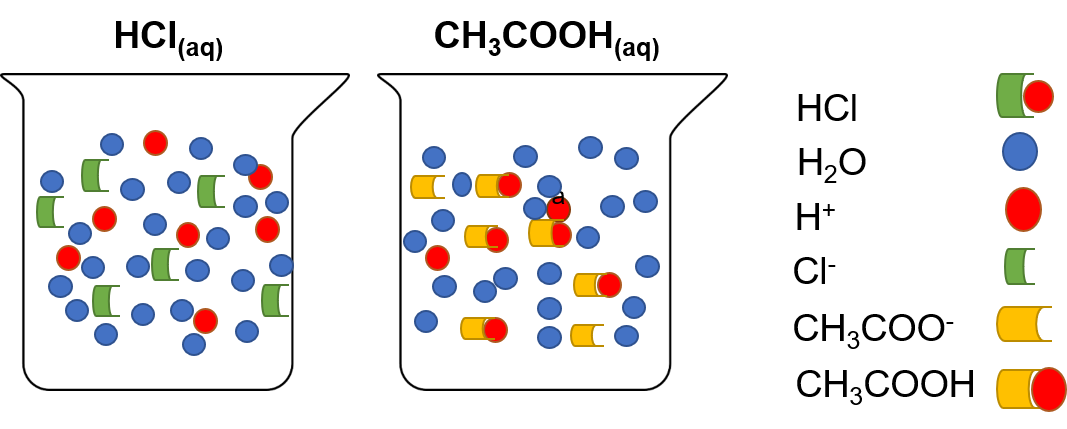 HCl(aq)
CH₃COOH(aq)
a
HCl
H₂O
H⁺
Cl⁻
CH₃COO⁻
CH₃COOH